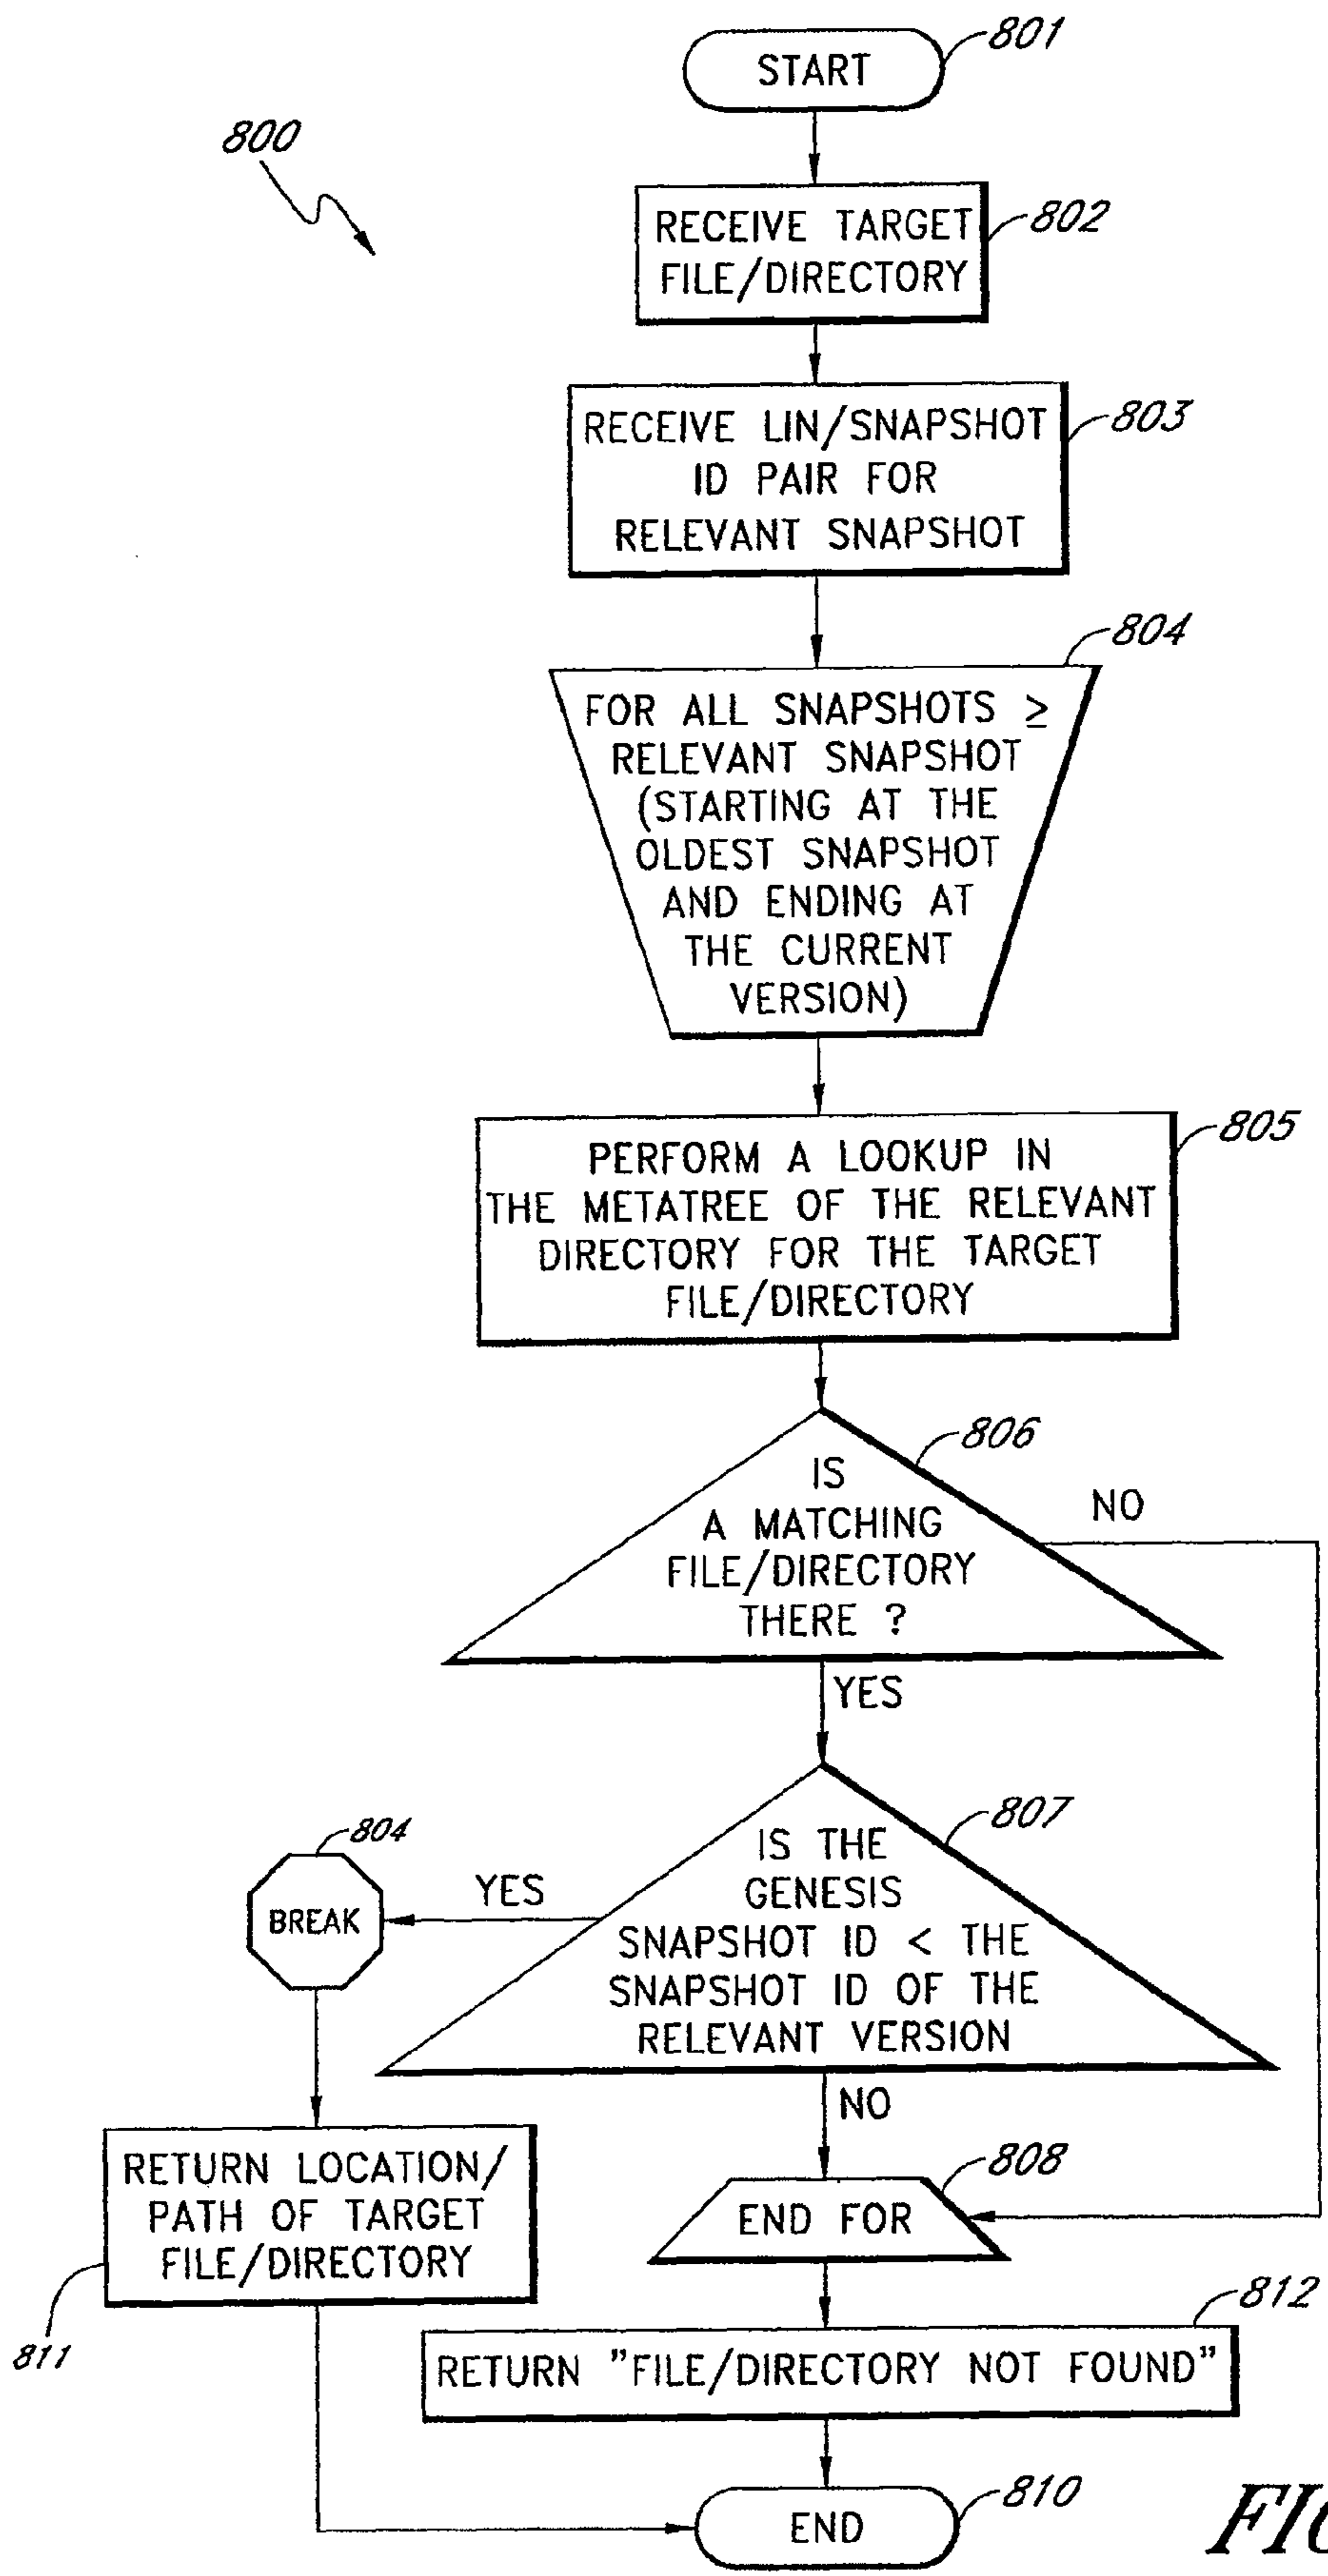 801
START
800
802
RECEIVE TARGET
FILE/DIRECTORY
803
RECEIVE LIN/SNAPSHOT
ID PAIR FOR
RELEVANT SNAPSHOT
804
FOR ALL SNAPSHOTS ≥
RELEVANT SNAPSHOT
(STARTING AT THE
OLDEST SNAPSHOT
AND ENDING AT
THE CURRENT
VERSION)
805
PERFORM A LOOKUP IN
THE METATREE OF THE RELEVANT
DIRECTORY FOR THE TARGET
FILE/DIRECTORY
806
IS
A MATCHING
FILE/DIRECTORY
THERE ?
NO
YES
807
IS THE
GENESIS
SNAPSHOT ID < THE
SNAPSHOT ID OF THE
RELEVANT VERSION
YES
804
BREAK
NO
808
END FOR
RETURN LOCATION/
PATH OF TARGET
FILE/DIRECTORY
811
812
RETURN "FILE/DIRECTORY NOT FOUND"
810
END